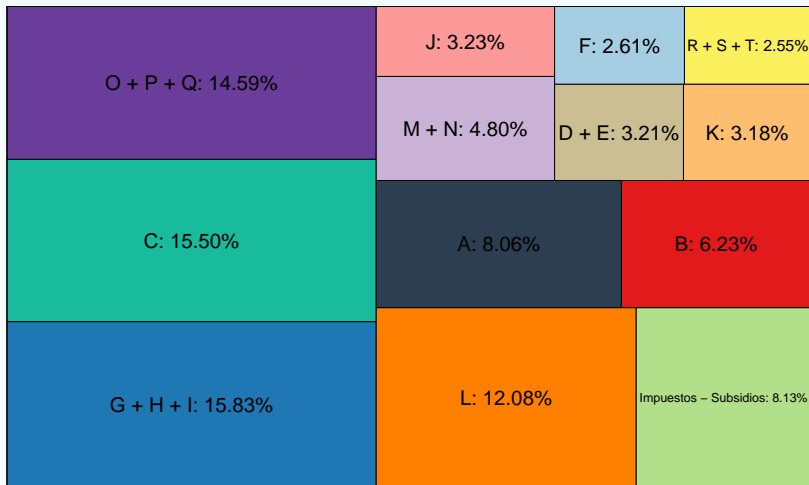 O + P + Q: 14.59%
J: 3.23%
F: 2.61%
R + S + T: 2.55%
M + N: 4.80%
D + E: 3.21%
K: 3.18%
C: 15.50%
A: 8.06%
B: 6.23%
G + H + I: 15.83%
L: 12.08%
Impuestos – Subsidios: 8.13%